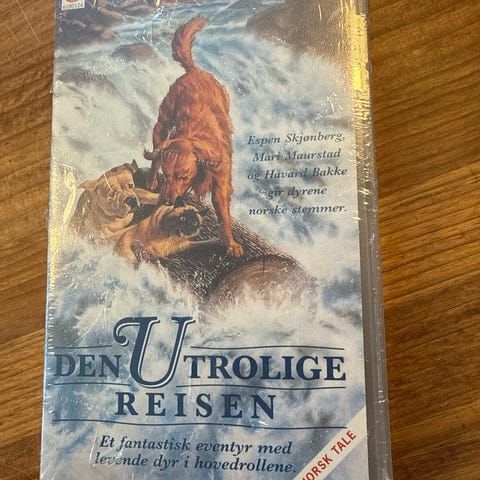 Espen Skjønberg,
Mari Maurstad
og Håvard Bakke
gir dyrene
norske stemmer.
DEN UTROLIGE
REISEN
Et fantastisk eventyr med
levende dyr i hovedrollene.
NORSK TALE